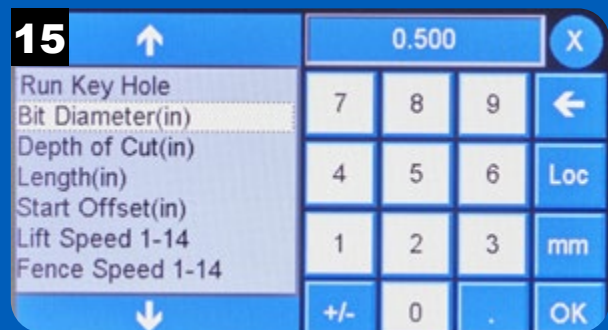 15
0.500
X
Run Key Hole
Bit Diameter(in)
Depth of Cut(in)
Length(in)
Start Offset(in)
Lift Speed 1-14
Fence Speed 1-14
7 8 9
4 5 6 Loc
1 2 3 mm
+/- 0 . OK